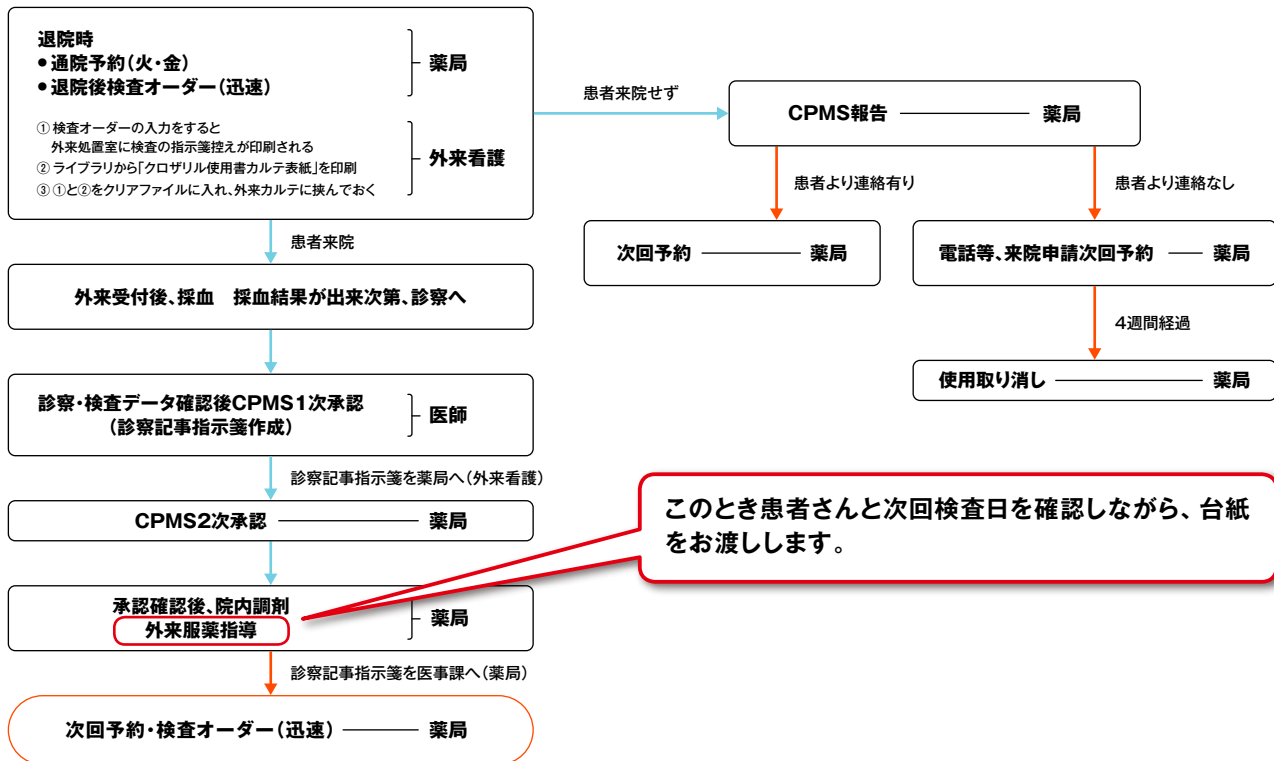 退院時
●通院予約(火・金)
●退院後検査オーダー(迅速)
薬局
①検査オーダーの入力をすると
外来処置室に検査の指示箋控えが印刷される
②ライブラリから「クロザリル使用書カルテ表紙」を印刷
③①と②をクリアファイルに入れ、外来カルテに挟んでおく
外来看護
患者来院せず
CPMS報告 薬局
患者より連絡有り
患者より連絡なし
次回予約 薬局
電話等、来院申請次回予約 薬局
4週間経過
使用取り消し 薬局
患者来院
外来受付後、採血 採血結果が出来次第、診察へ
診察・検査データ確認後CPMS1次承認
(診察記事指示箋作成)
医師
診察記事指示箋を薬局へ(外来看護)
CPMS2次承認 薬局
このとき患者さんと次回検査日を確認しながら、台紙
をお渡しします。
承認確認後、院内調剤
外来服薬指導
薬局
診察記事指示箋を医事課へ(薬局)
次回予約・検査オーダー(迅速) 薬局